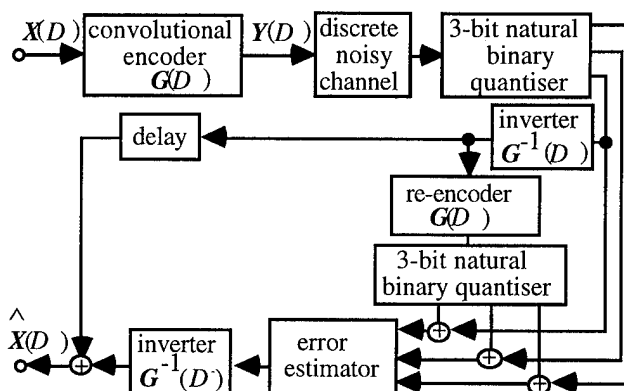 X(D)
convolutional
encoder
G(D)
Y(D)
discrete
noisy
channel
3-bit natural
binary
quantiser
delay
inverter
G⁻¹(D)
re-encoder
G(D)
3-bit natural
binary quantiser
^
X(D)
inverter
G⁻¹(D)
error
estimator